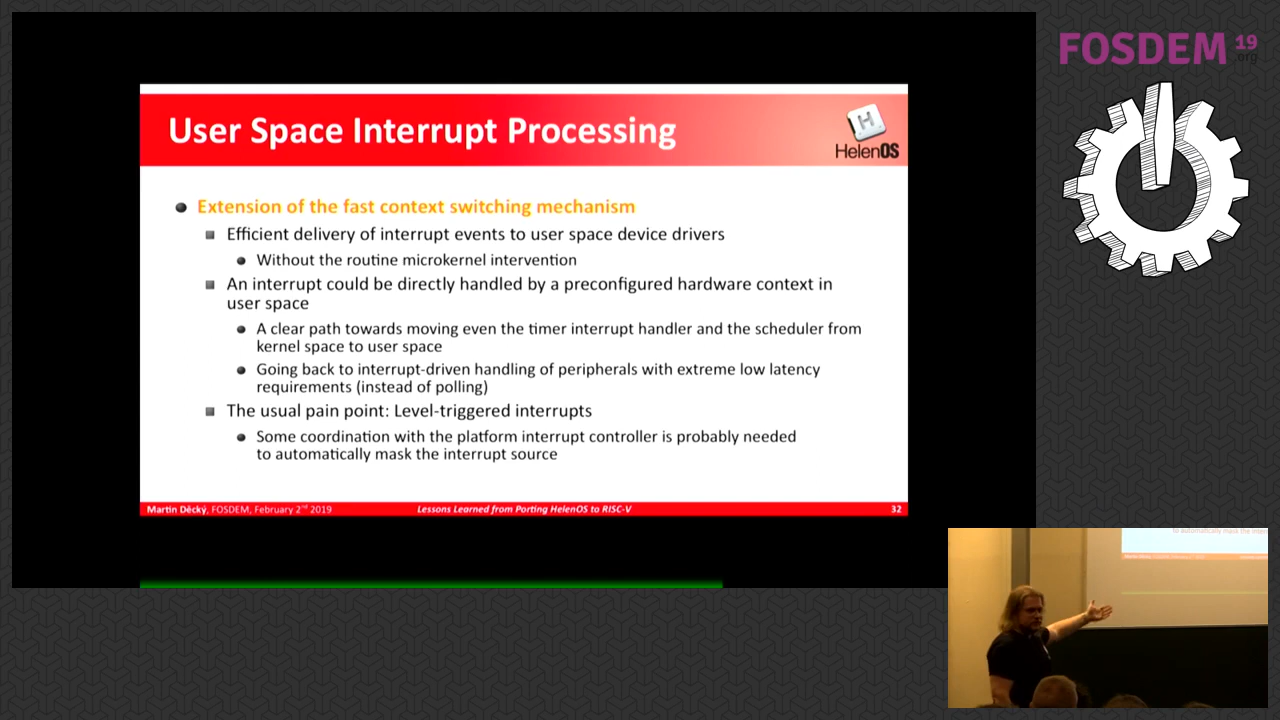 FOSDEM 19
.org
User Space Interrupt Processing
H
HelenOS
Extension of the fast context switching mechanism
Efficient delivery of interrupt events to user space device drivers
Without the routine microkernel intervention
An interrupt could be directly handled by a preconfigured hardware context in
user space
A clear path towards moving even the timer interrupt handler and the scheduler from
kernel space to user space
Going back to interrupt-driven handling of peripherals with extreme low latency
requirements (instead of polling)
The usual pain point: Level-triggered interrupts
Some coordination with the platform interrupt controller is probably needed
to automatically mask the interrupt source
Martin Děcký, FOSDEM, February 2nd 2019 Lessons Learned from Porting HelenOS to RISC-V 32
to automatically mask the inter